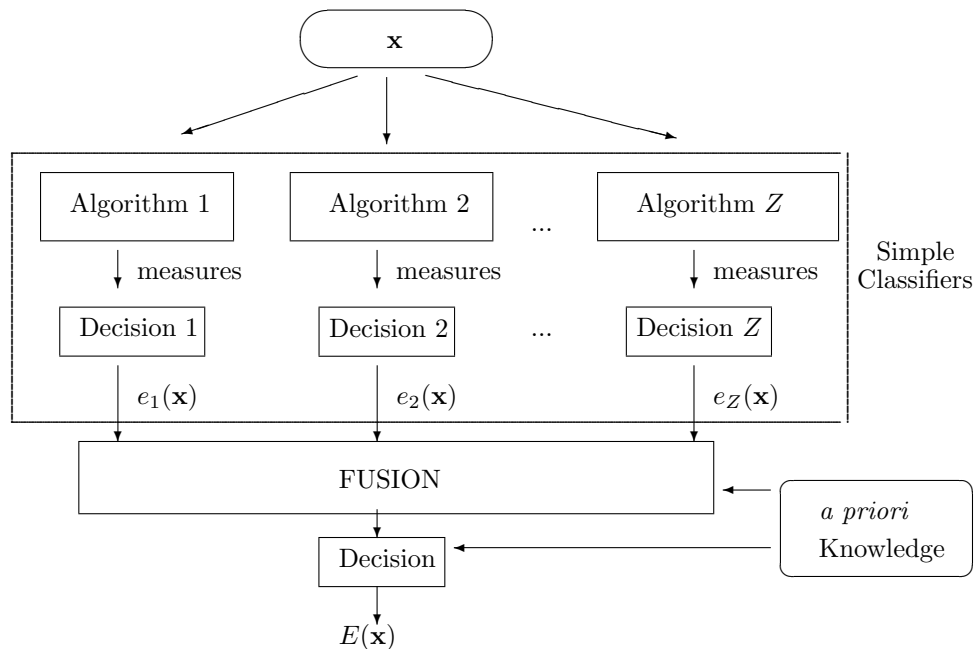 x
Algorithm 1
Algorithm 2
...
Algorithm Z
measures
measures
measures
Simple
Classifiers
Decision 1
Decision 2
...
Decision Z
e₁(x)
e₂(x)
e_Z(x)
FUSION
a priori
Knowledge
Decision
E(x)